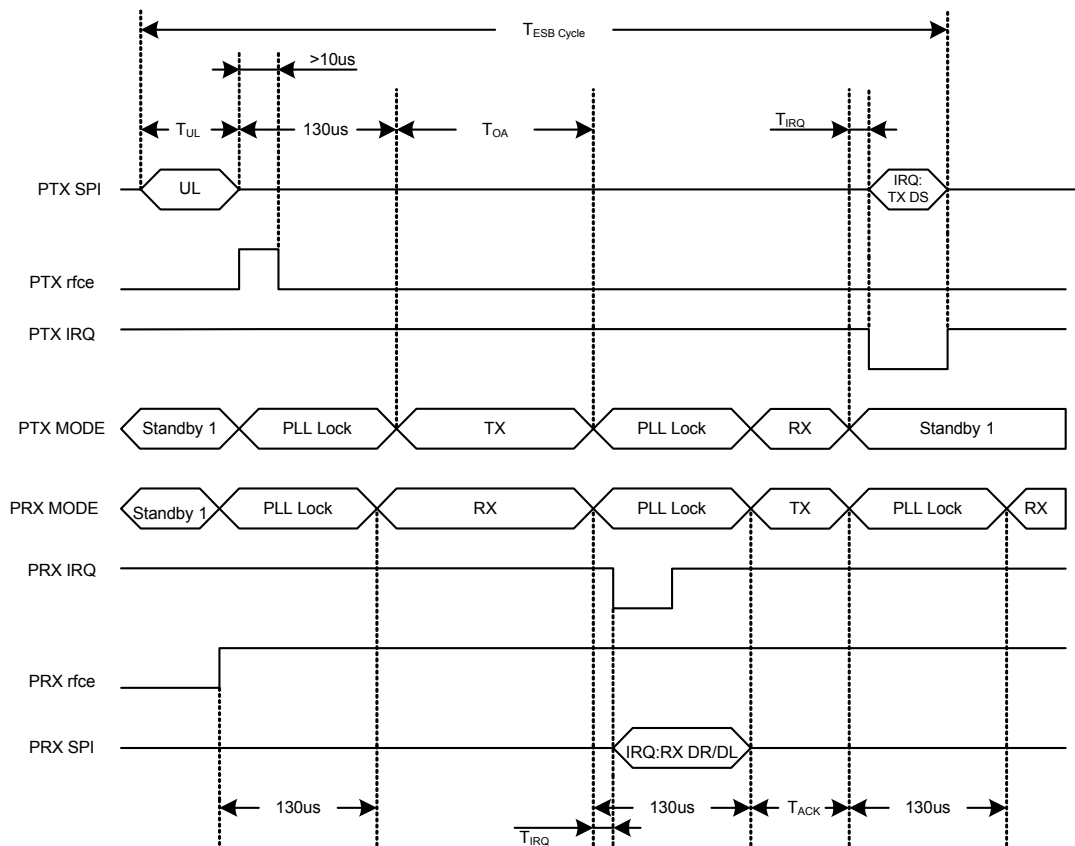 TESB Cycle
>10us
TUL
130us
TOA
TIRQ
PTX SPI
UL
IRQ:
TX DS
PTX rfce
PTX IRQ
PTX MODE
Standby 1
PLL Lock
TX
PLL Lock
RX
Standby 1
PRX MODE
Standby 1
PLL Lock
RX
PLL Lock
TX
PLL Lock
RX
PRX IRQ
PRX rfce
PRX SPI
IRQ:RX DR/DL
130us
130us
TACK
130us
TIRQ